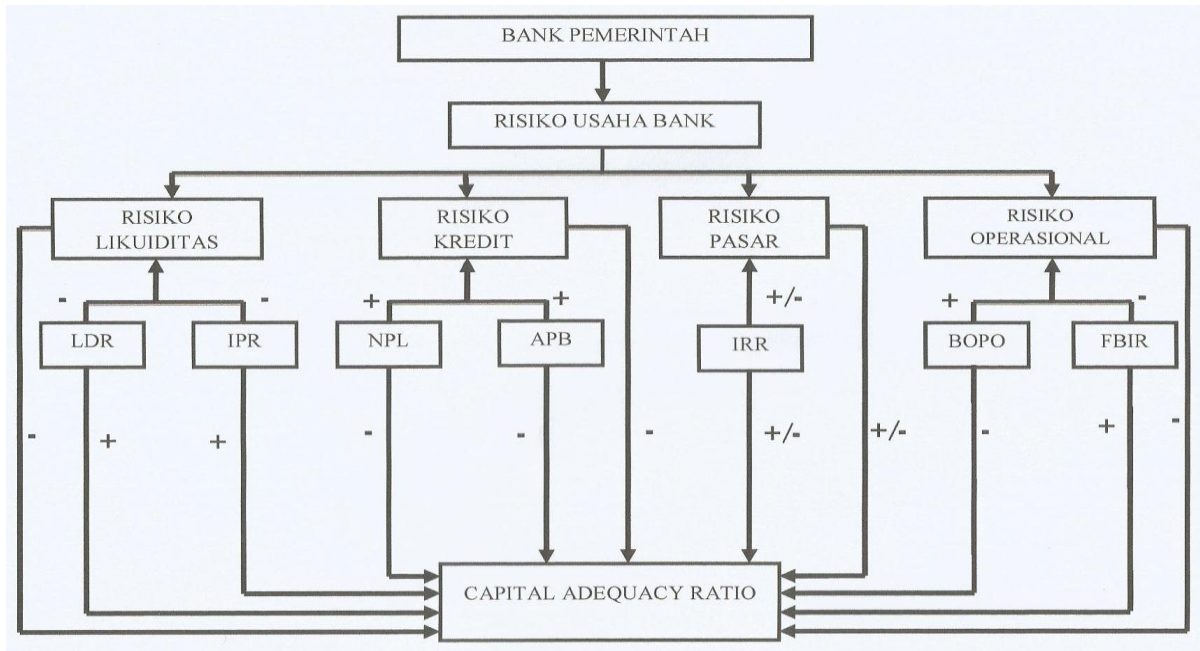 BANK PEMERINTAH
RISIKO USAHA BANK
RISIKO
LIKUIDITAS
RISIKO
KREDIT
RISIKO
PASAR
RISIKO
OPERASIONAL
- - + + +/- + -
LDR IPR NPL APB IRR BOPO FBIR
- + + - - - +/- +/- - + -
CAPITAL ADEQUACY RATIO